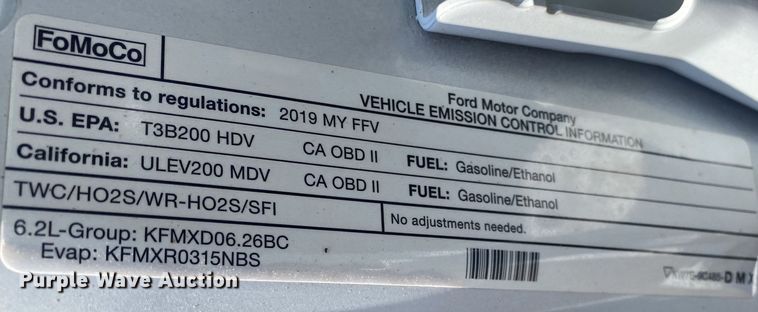 FoMoCo
Ford Motor Company
VEHICLE EMISSION CONTROL INFORMATION
Conforms to regulations: 2019 MY FFV
U.S. EPA: T3B200 HDV CA OBD II FUEL: Gasoline/Ethanol
California: ULEV200 MDV CA OBD II FUEL: Gasoline/Ethanol
TWC/HO2S/WR-HO2S/SFI
No adjustments needed.
6.2L-Group: KFMXD06.26BC
Evap: KFMXR0315NBS
DMX
Purple Wave Auction